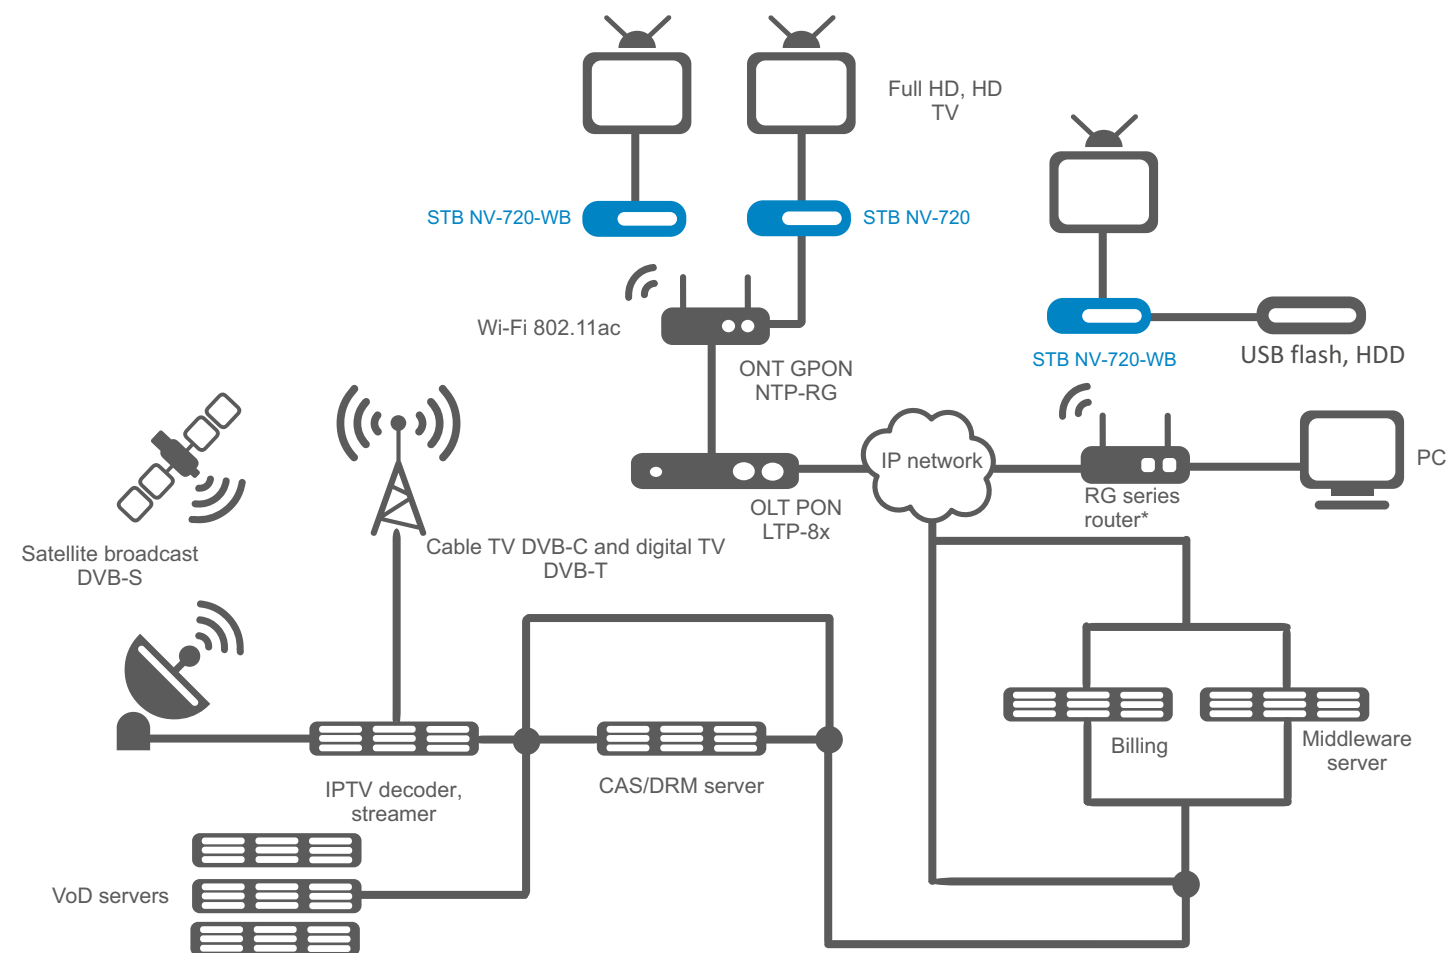 Full HD, HD
TV
STB NV-720-WB
STB NV-720
Wi-Fi 802.11ac
STB NV-720-WB
USB flash, HDD
ONT GPON
NTP-RG
IP network
PC
RG series
router*
OLT PON
LTP-8x
Satellite broadcast
DVB-S
Cable TV DVB-C and digital TV
DVB-T
Billing
Middleware
server
IPTV decoder,
streamer
CAS/DRM server
VoD servers